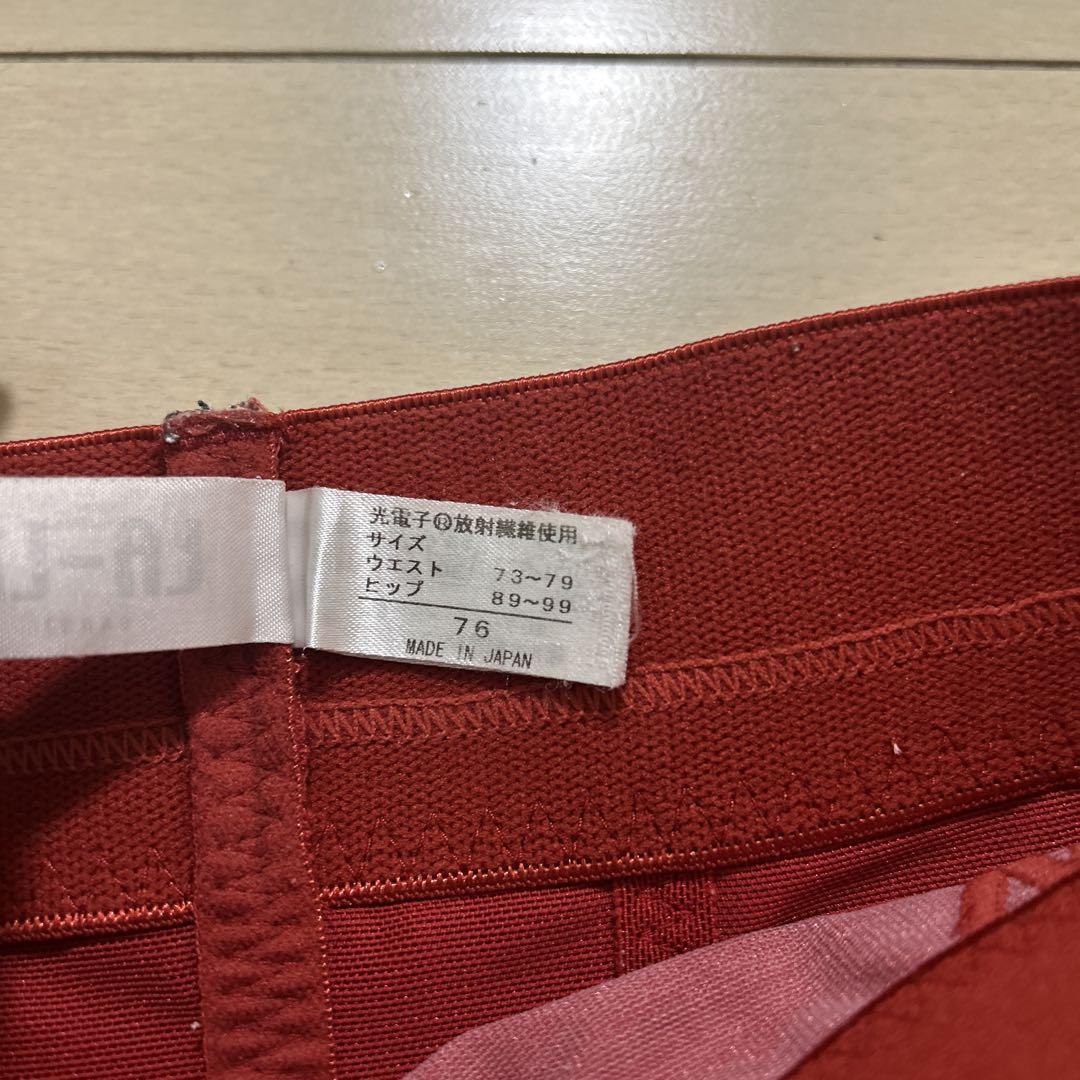 光電子®放射繊維使用
サイズ
ウエスト 73~79
ヒップ 89~99
76
MADE IN JAPAN